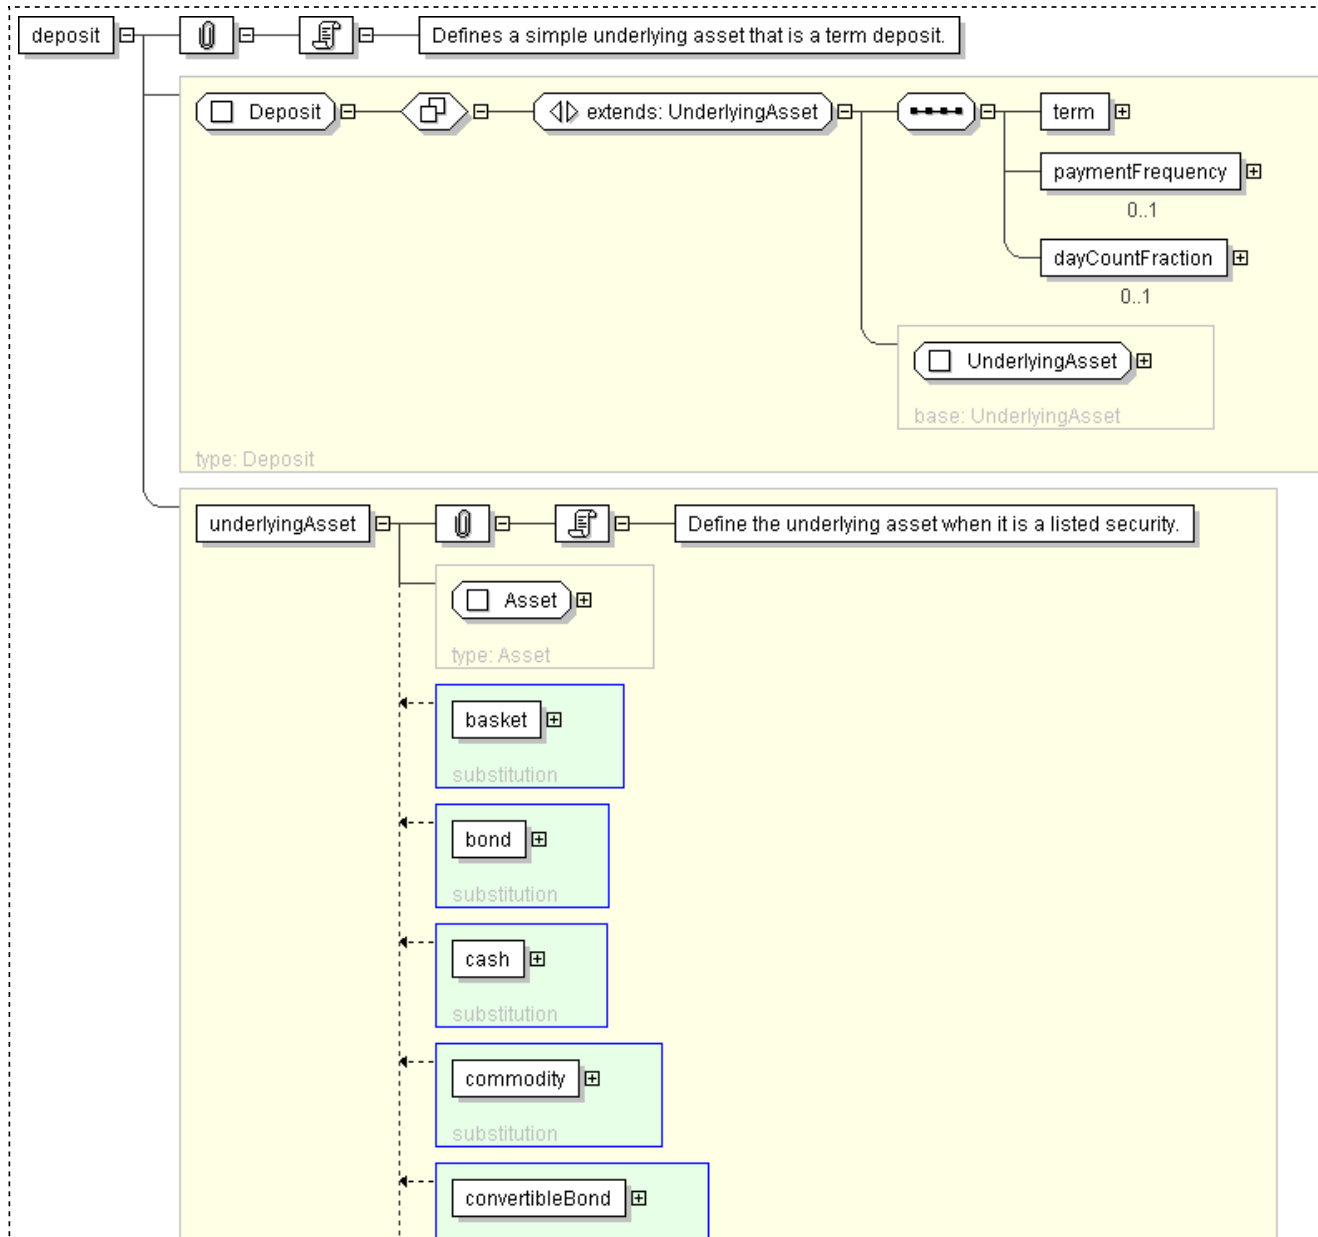 deposit
Defines a simple underlying asset that is a term deposit.
Deposit
extends: UnderlyingAsset
term
paymentFrequency
0..1
dayCountFraction
0..1
UnderlyingAsset
base: UnderlyingAsset
type: Deposit
underlyingAsset
Define the underlying asset when it is a listed security.
Asset
type: Asset
basket
substitution
bond
substitution
cash
substitution
commodity
substitution
convertibleBond